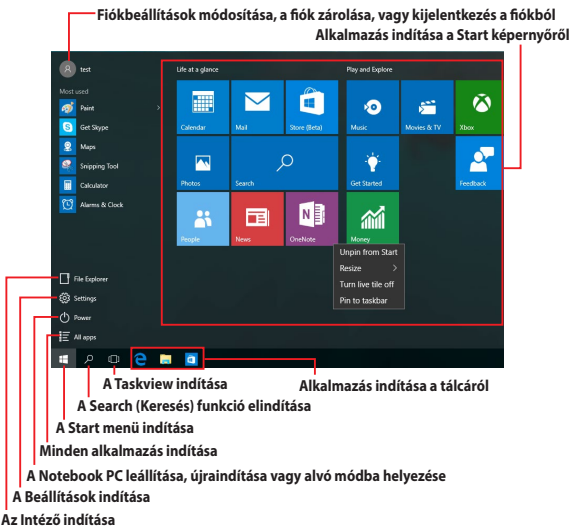 Fiókbeállítások módosítása, a fiók zárolása, vagy kijelentkezés a fiókból
Alkalmazás indítása a Start képernyőről
test
Life at a glance
Play and Explore
Most used
Paint
Get Skype
Maps
Snipping Tool
Calculator
Alarms & Clock
Calendar
Mail
Store (Beta)
Music
Movies & TV
Xbox
Photos
Search
Get Started
Feedback
People
News
OneNote
Money
Unpin from Start
Resize
Turn live tile off
Pin to taskbar
File Explorer
Settings
Power
All apps
A Taskview indítása
Alkalmazás indítása a tálcáról
A Search (Keresés) funkció elindítása
A Start menü indítása
Minden alkalmazás indítása
A Notebook PC leállítása, újraindítása vagy alvó módba helyezése
A Beállítások indítása
Az Intéző indítása